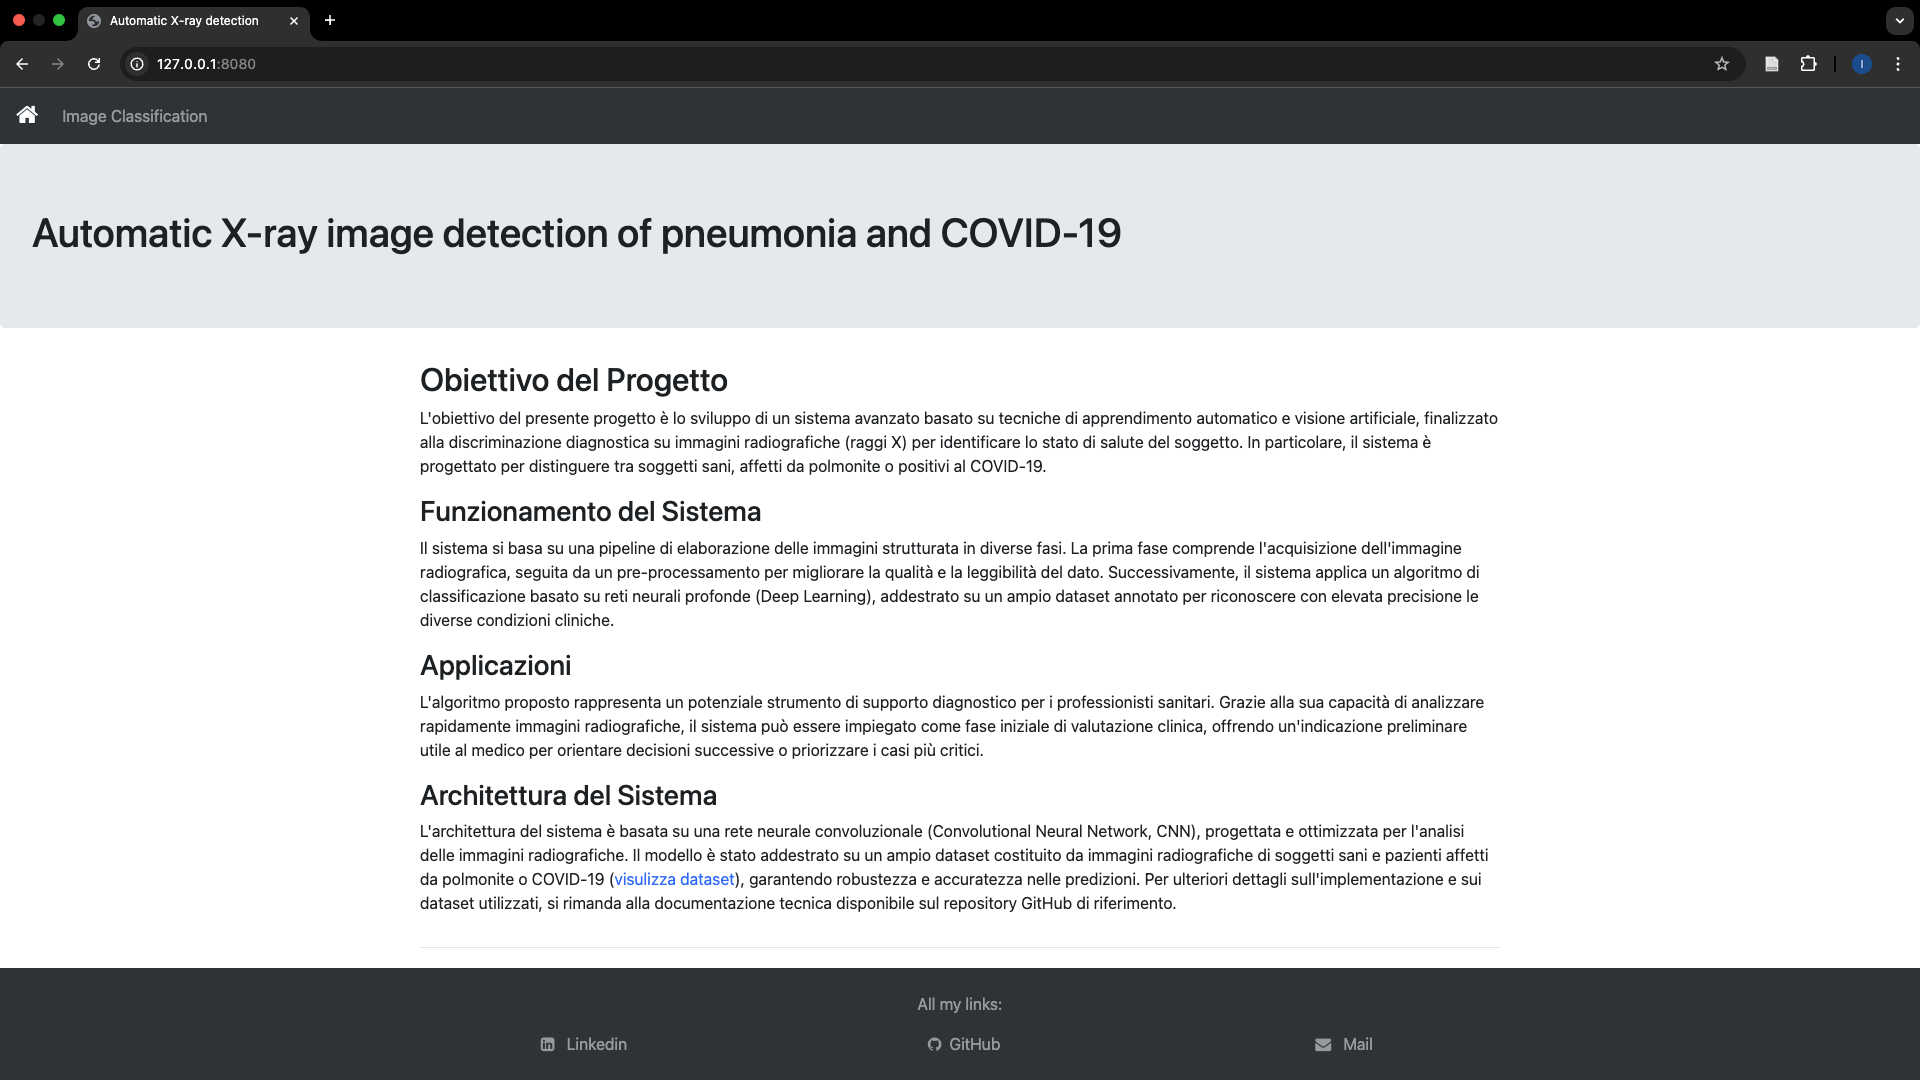 Automatic X-ray detection
127.0.0.1:8080
I
Image Classification
Automatic X-ray image detection of pneumonia and COVID-19
Obiettivo del Progetto
L'obiettivo del presente progetto è lo sviluppo di un sistema avanzato basato su tecniche di apprendimento automatico e visione artificiale, finalizzato
alla discriminazione diagnostica su immagini radiografiche (raggi X) per identificare lo stato di salute del soggetto. In particolare, il sistema è
progettato per distinguere tra soggetti sani, affetti da polmonite o positivi al COVID-19.
Funzionamento del Sistema
Il sistema si basa su una pipeline di elaborazione delle immagini strutturata in diverse fasi. La prima fase comprende l'acquisizione dell'immagine
radiografica, seguita da un pre-processamento per migliorare la qualità e la leggibilità del dato. Successivamente, il sistema applica un algoritmo di
classificazione basato su reti neurali profonde (Deep Learning), addestrato su un ampio dataset annotato per riconoscere con elevata precisione le
diverse condizioni cliniche.
Applicazioni
L'algoritmo proposto rappresenta un potenziale strumento di supporto diagnostico per i professionisti sanitari. Grazie alla sua capacità di analizzare
rapidamente immagini radiografiche, il sistema può essere impiegato come fase iniziale di valutazione clinica, offrendo un'indicazione preliminare
utile al medico per orientare decisioni successive o priorizzare i casi più critici.
Architettura del Sistema
L'architettura del sistema è basata su una rete neurale convoluzionale (Convolutional Neural Network, CNN), progettata e ottimizzata per l'analisi
delle immagini radiografiche. Il modello è stato addestrato su un ampio dataset costituito da immagini radiografiche di soggetti sani e pazienti affetti
da polmonite o COVID-19 (visulizza dataset), garantendo robustezza e accuratezza nelle predizioni. Per ulteriori dettagli sull'implementazione e sui
dataset utilizzati, si rimanda alla documentazione tecnica disponibile sul repository GitHub di riferimento.
All my links:
Linkedin
GitHub
Mail